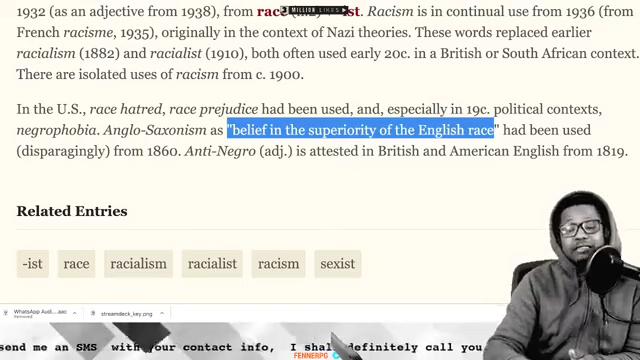 1932 (as an adjective from 1938), from race
MILLION LIKES
ist. Racism is in continual use from 1936 (from
French racisme, 1935), originally in the context of Nazi theories. These words replaced earlier
racialism (1882) and racialist (1910), both often used early 20c. in a British or South African context.
There are isolated uses of racism from c. 1900.
In the U.S., race hatred, race prejudice had been used, and, especially in 19c. political contexts,
negrophobia. Anglo-Saxonism as "belief in the superiority of the English race" had been used
(disparagingly) from 1860. Anti-Negro (adj.) is attested in British and American English from 1819.
Related Entries
-ist race racialism racialist racism sexist
WhatsApp Aud....aac streamdeck_key.png
Removed
send me an SMS with your contact info, I shal definitely call you
FENNERPG